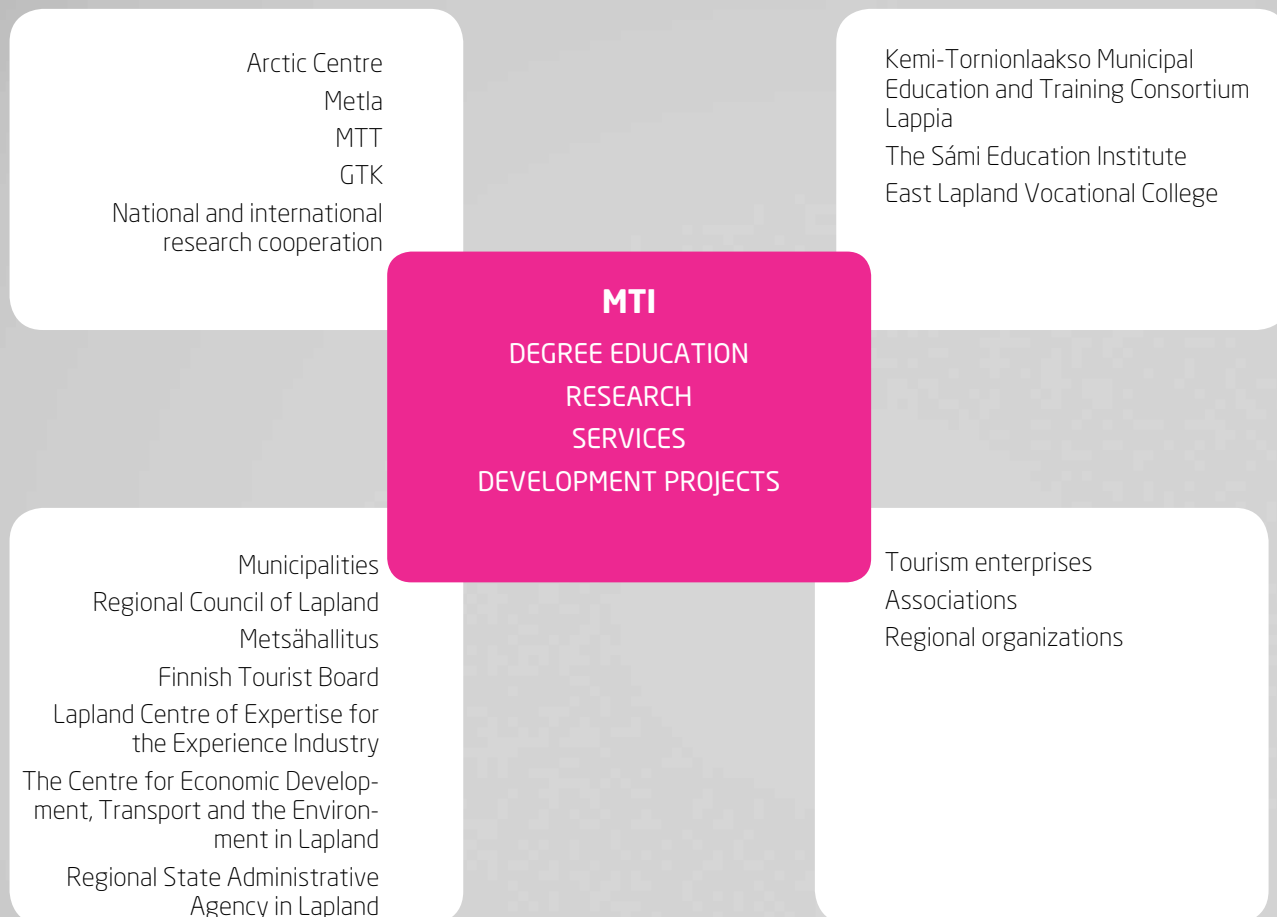 Arctic Centre
Metla
MTT
GTK
National and international
research cooperation
Kemi-Tornionlaakso Municipal
Education and Training Consortium
Lappia
The Sámi Education Institute
East Lapland Vocational College
MTI
DEGREE EDUCATION
RESEARCH
SERVICES
DEVELOPMENT PROJECTS
Municipalities
Regional Council of Lapland
Metsähallitus
Finnish Tourist Board
Lapland Centre of Expertise for
the Experience Industry
The Centre for Economic Develop-
ment, Transport and the Environ-
ment in Lapland
Regional State Administrative
Agency in Lapland
Tourism enterprises
Associations
Regional organizations